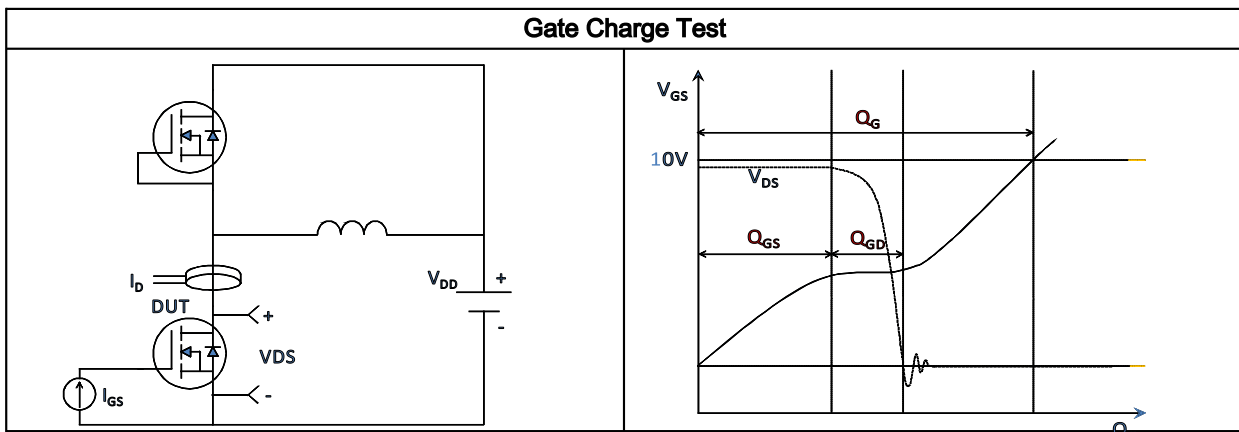 Gate Charge Test
I_D
DUT
+
VDS
-
I_GS
V_DD
+
-
V_GS
Q_G
10V
V_DS
Q_GS
Q_GD